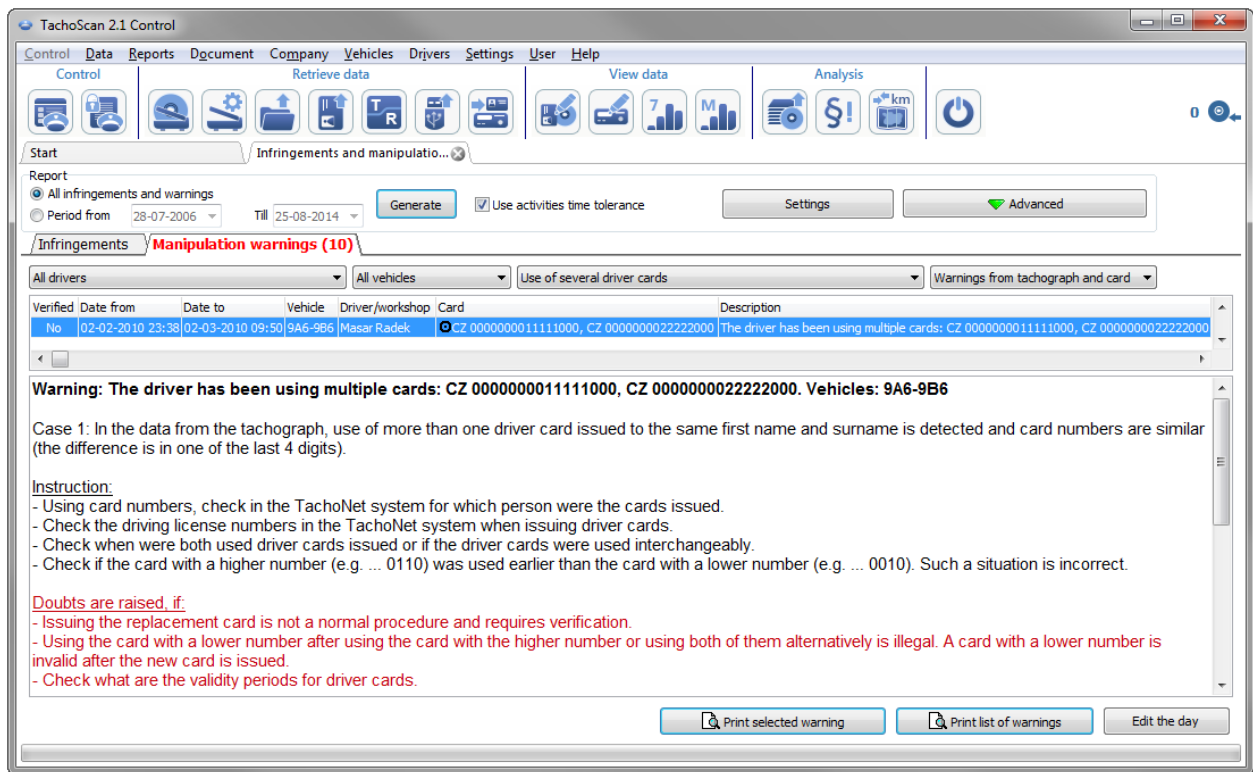 TachoScan 2.1 Control
Control Data Reports Document Company Vehicles Drivers Settings User Help
Control Retrieve data View data Analysis
T R 7 M §! km 0
Start Infringements and manipulatio...
Report
All infringements and warnings
Period from 28-07-2006 Till 25-08-2014 Generate Use activities time tolerance Settings Advanced
Infringements Manipulation warnings (10)
All drivers All vehicles Use of several driver cards Warnings from tachograph and card
Verified Date from Date to Vehicle Driver/workshop Card Description
No 02-02-2010 23:38 02-03-2010 09:50 9A6-9B6 Masar Radek CZ 0000000011111000, CZ 0000000022222000 The driver has been using multiple cards: CZ 0000000011111000, CZ 0000000022222000
Warning: The driver has been using multiple cards: CZ 0000000011111000, CZ 0000000022222000. Vehicles: 9A6-9B6
Case 1: In the data from the tachograph, use of more than one driver card issued to the same first name and surname is detected and card numbers are similar
(the difference is in one of the last 4 digits).
Instruction:
- Using card numbers, check in the TachoNet system for which person were the cards issued.
- Check the driving license numbers in the TachoNet system when issuing driver cards.
- Check when were both used driver cards issued or if the driver cards were used interchangeably.
- Check if the card with a higher number (e.g. ... 0110) was used earlier than the card with a lower number (e.g. ... 0010). Such a situation is incorrect.
Doubts are raised, if:
- Issuing the replacement card is not a normal procedure and requires verification.
- Using the card with a lower number after using the card with the higher number or using both of them alternatively is illegal. A card with a lower number is
invalid after the new card is issued.
- Check what are the validity periods for driver cards.
Print selected warning Print list of warnings Edit the day